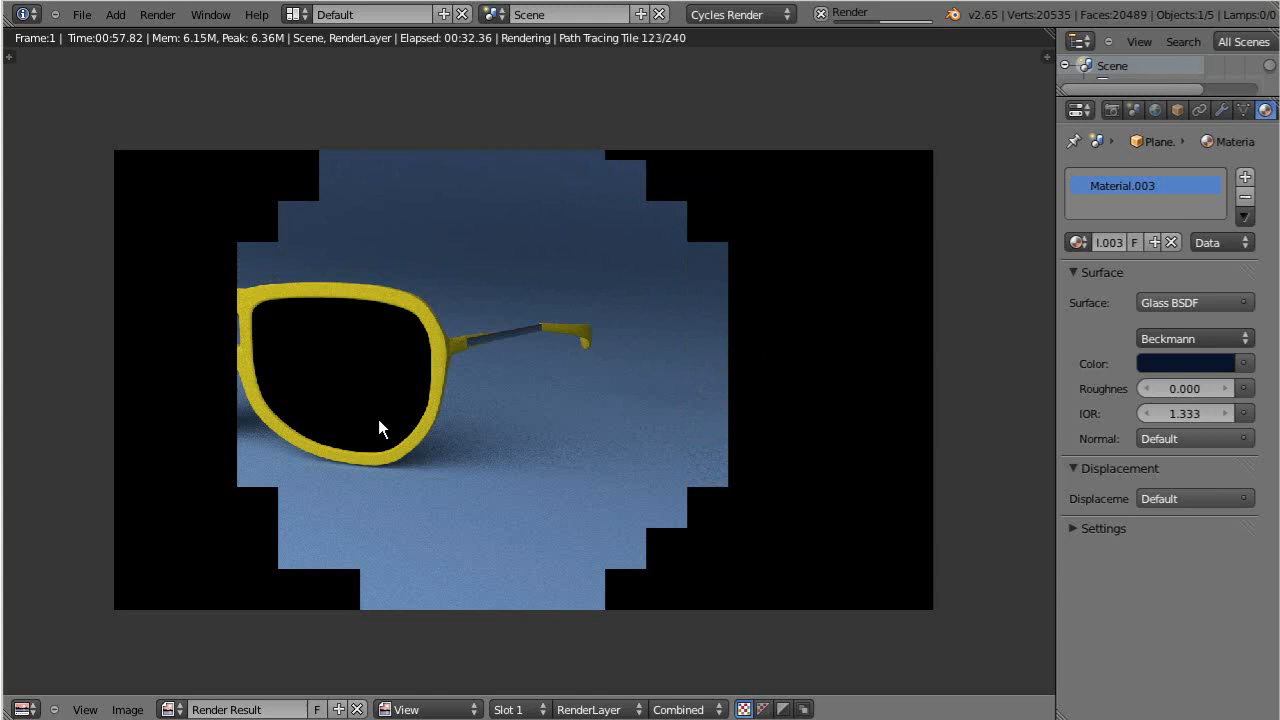 File Add Render Window Help Default Scene Cycles Render Render v2.65 | Verts:20535 | Faces:20489 | Objects:1/5 | Lamps:0/0
Frame:1 | Time:00:57.82 | Mem: 6.15M, Peak: 6.36M | Scene, RenderLayer | Elapsed: 00:32.36 | Rendering | Path Tracing Tile 123/240
View Search All Scenes
Scene
Plane. Materia
Material.003
I.003 F Data
Surface
Surface: Glass BSDF
Beckmann
Color:
Roughnes 0.000
IOR: 1.333
Normal: Default
Displacement
Displaceme Default
Settings
View Image Render Result F View Slot 1 RenderLayer Combined